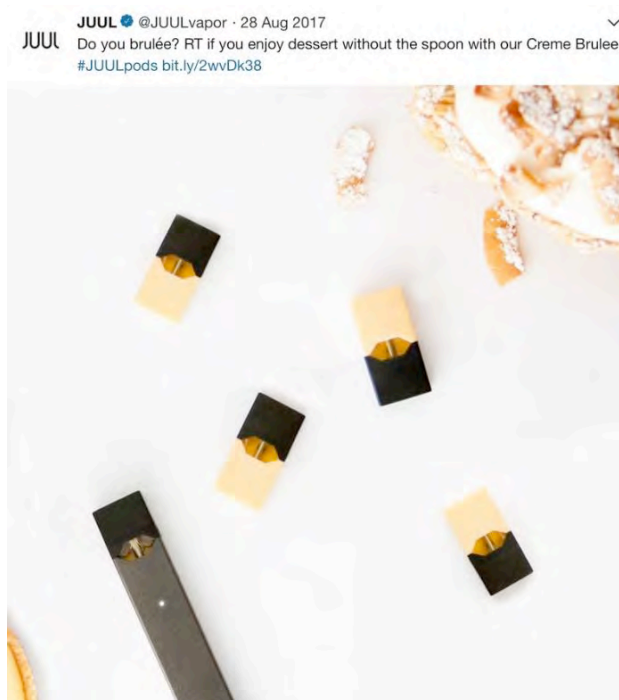 JUUL @JUULvapor · 28 Aug 2017
JUUL
Do you brulée? RT if you enjoy dessert without the spoon with our Creme Brulee
#JUULpods bit.ly/2wvDk38